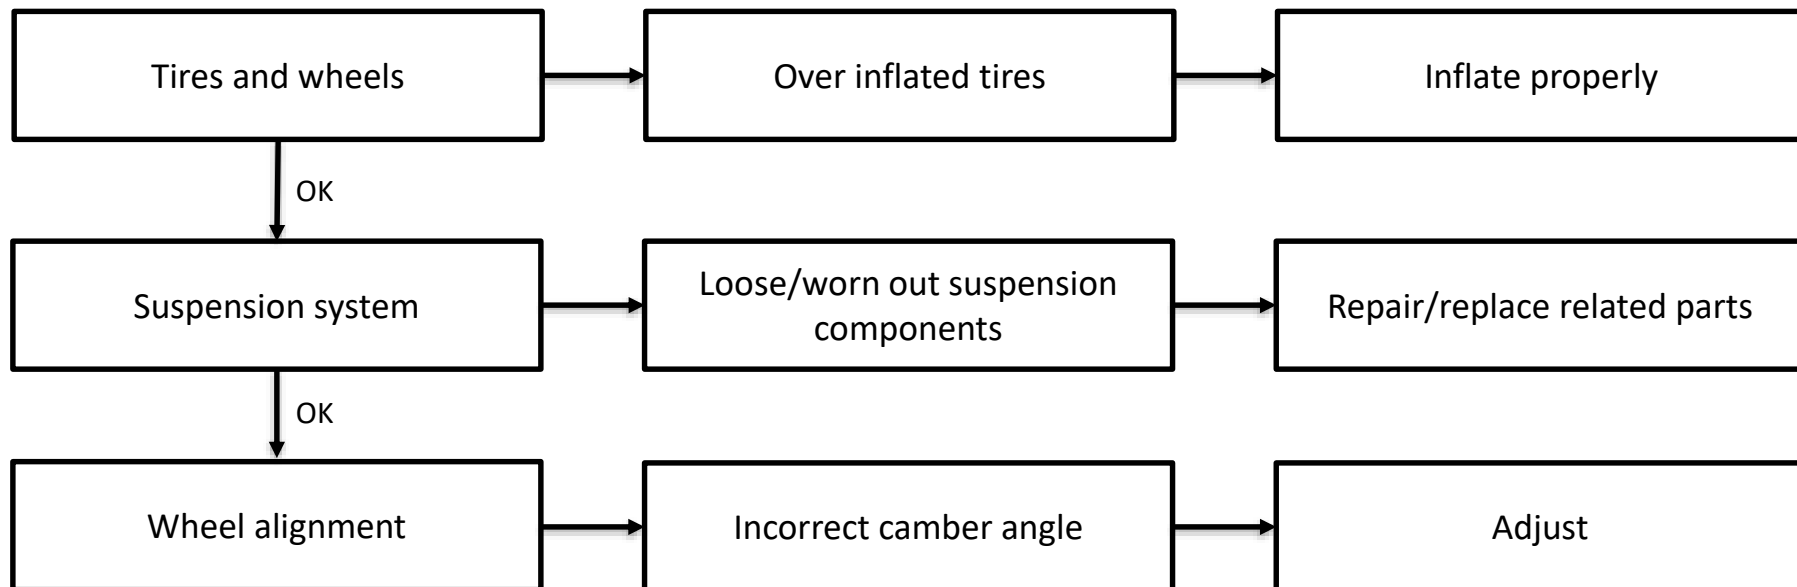 Tires and wheels
Over inflated tires
Inflate properly
OK
Suspension system
Loose/worn out suspension
components
Repair/replace related parts
OK
Wheel alignment
Incorrect camber angle
Adjust